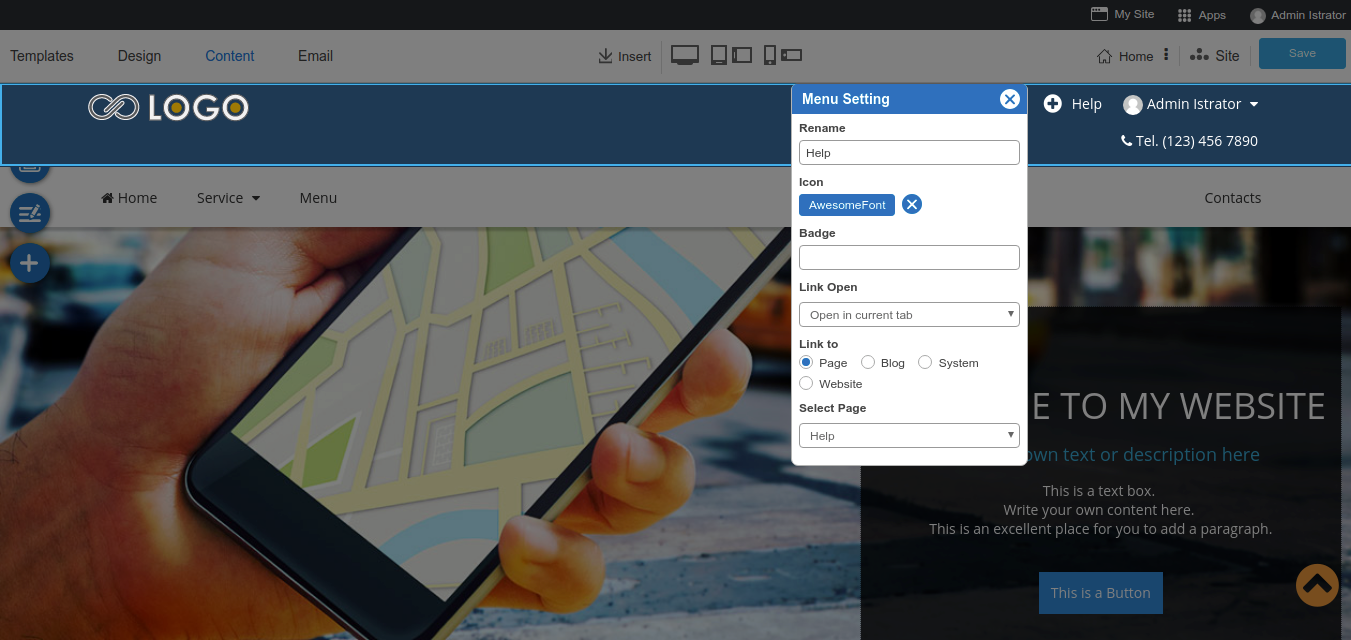 My Site Apps Admin Istrator
Templates Design Content Email Insert Home Site Save
LOGO
Menu Setting
Help Admin Istrator
Tel. (123) 456 7890
Rename
Help
Icon
AwesomeFont
Badge
Link Open
Open in current tab
Link to
Page Blog System
Website
Select Page
Help
Home Service Menu Contacts
E TO MY WEBSITE
own text or description here
This is a text box.
Write your own content here.
This is an excellent place for you to add a paragraph.
This is a Button